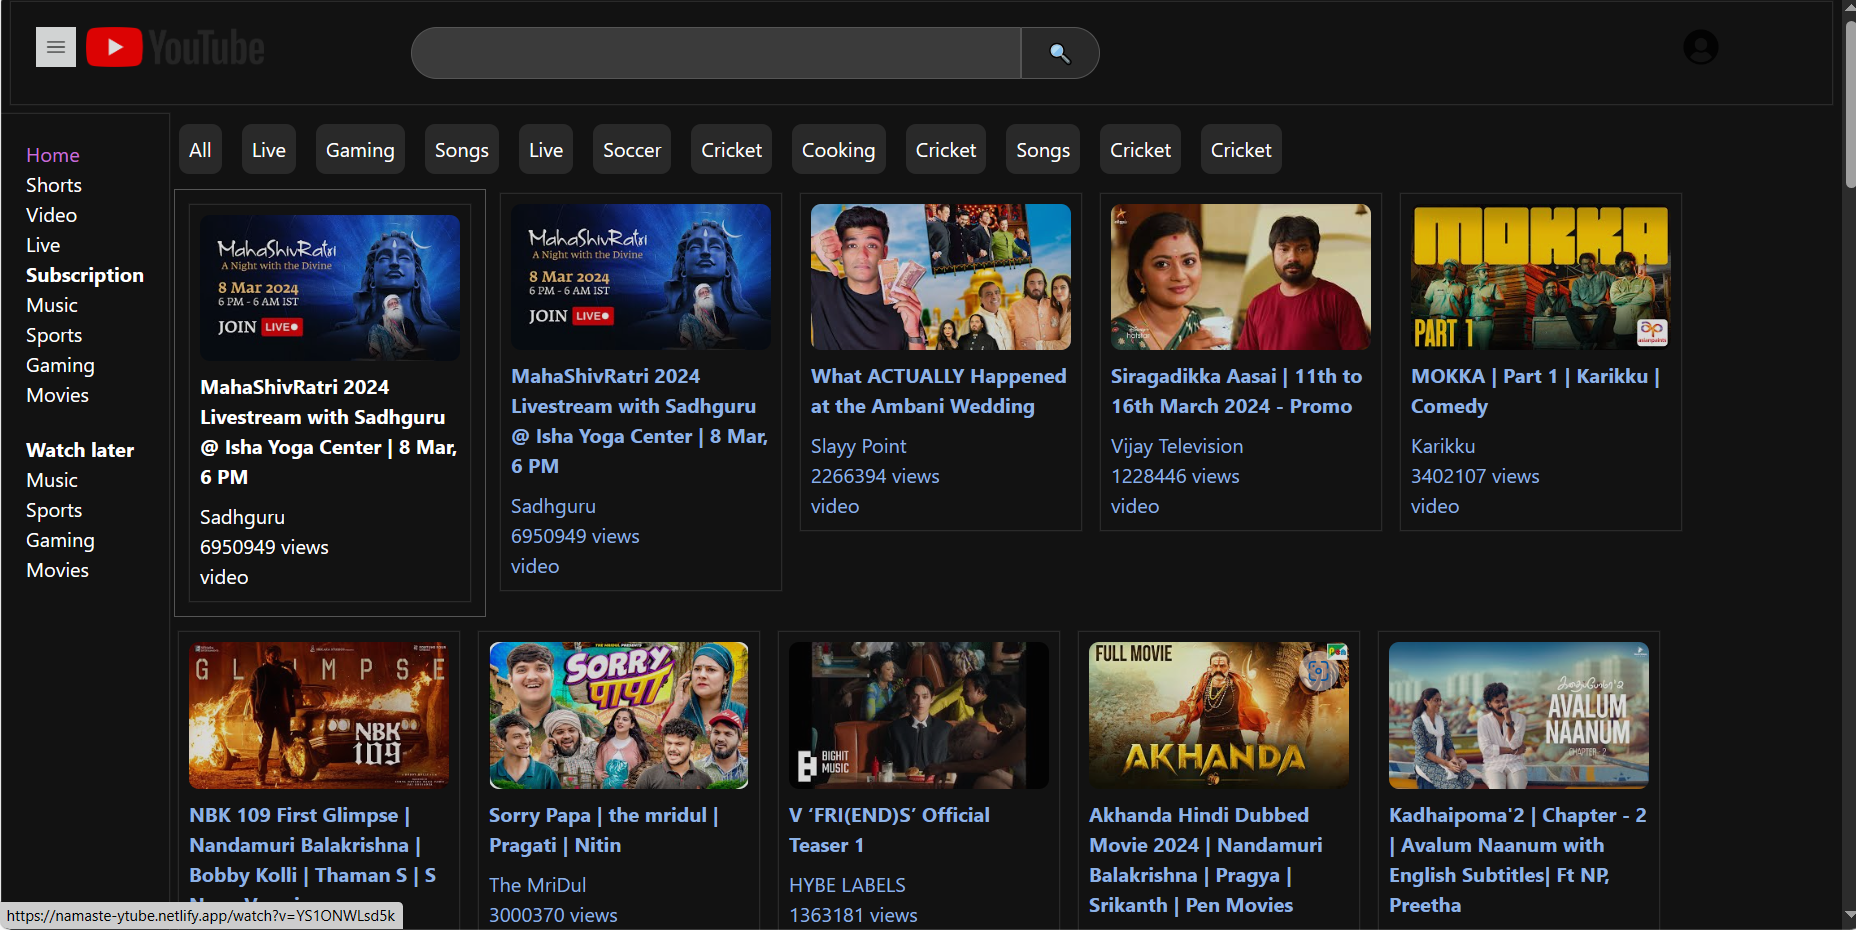 YouTube
All
Live
Gaming
Songs
Live
Soccer
Cricket
Cooking
Cricket
Songs
Cricket
Cricket
Home
Shorts
Video
Live
Subscription
Music
Sports
Gaming
Movies
Watch later
Music
Sports
Gaming
Movies
MahaShivRatri
A Night with the Divine
8 Mar 2024
6 PM - 6 AM IST
JOIN LIVE
MahaShivRatri 2024
Livestream with Sadhguru
@ Isha Yoga Center | 8 Mar,
6 PM
Sadhguru
6950949 views
video
MahaShivRatri
A Night with the Divine
8 Mar 2024
6 PM - 6 AM IST
JOIN LIVE
MahaShivRatri 2024
Livestream with Sadhguru
@ Isha Yoga Center | 8 Mar,
6 PM
Sadhguru
6950949 views
video
What ACTUALLY Happened
at the Ambani Wedding
Slayy Point
2266394 views
video
hotstar
Siragadikka Aasai | 11th to
16th March 2024 - Promo
Vijay Television
1228446 views
video
MOKKA
PART 1
ap
asianpaints
MOKKA | Part 1 | Karikku |
Comedy
Karikku
3402107 views
video
GLIMPSE
NBK
109
NBK 109 First Glimpse |
Nandamuri Balakrishna |
Bobby Kolli | Thaman S | S
THE MRIDUL PRESENTS
SORRY
पापा
Sorry Papa | the mridul |
Pragati | Nitin
The MriDul
3000370 views
BIGHIT
MUSIC
V ‘FRI(END)S’ Official
Teaser 1
HYBE LABELS
1363181 views
FULL MOVIE
Pen
AKHANDA
Akhanda Hindi Dubbed
Movie 2024 | Nandamuri
Balakrishna | Pragya |
Srikanth | Pen Movies
AVALUM
NAANUM
CHAPTER - 2
Kadhaipoma'2 | Chapter - 2
| Avalum Naanum with
English Subtitles| Ft NP,
Preetha
https://namaste-ytube.netlify.app/watch?v=YS1ONWLsd5k